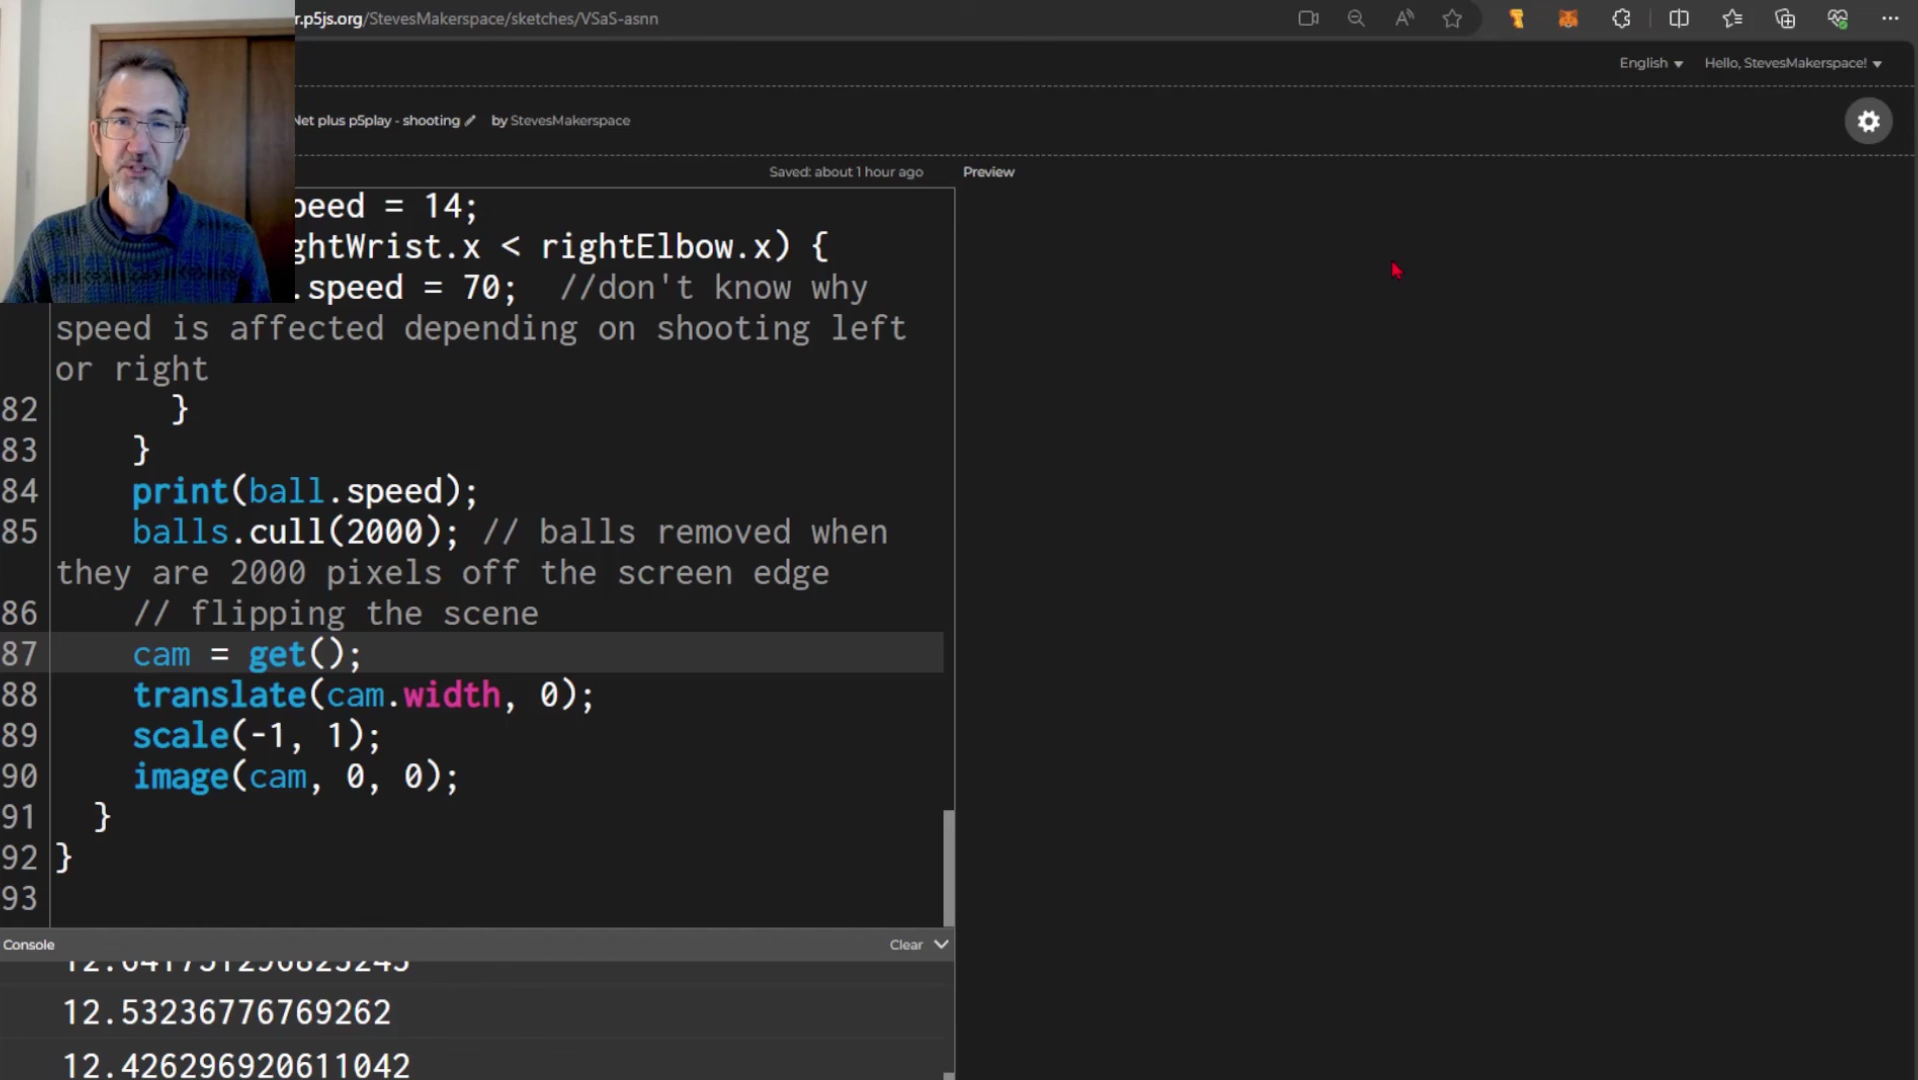 r.p5js.org/StevesMakerspace/sketches/VSaS-asnn
English
Hello, StevesMakerspace!
Net plus p5play - shooting
by StevesMakerspace
Saved: about 1 hour ago
Preview
peed = 14;
ghtWrist.x < rightElbow.x) {
.speed = 70;  //don't know why
speed is affected depending on shooting left
or right
82 }
83 }
84 print(ball.speed);
85 balls.cull(2000); // balls removed when
they are 2000 pixels off the screen edge
86 // flipping the scene
87 cam = get();
88 translate(cam.width, 0);
89 scale(-1, 1);
90 image(cam, 0, 0);
91 }
92 }
93
Console
Clear
12.53236776769262
12.426296920611042